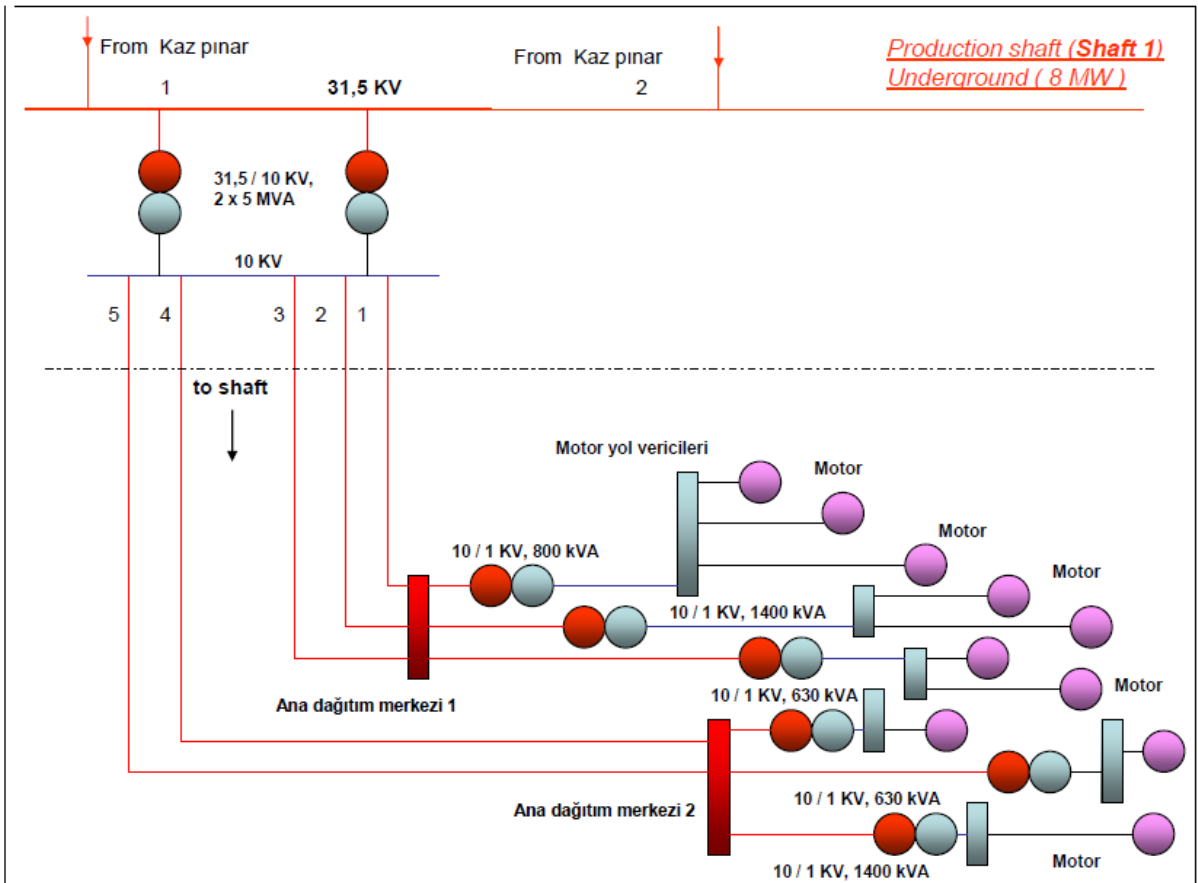 From Kaz pınar
1
31,5 KV
From Kaz pınar
2
Production shaft (Shaft 1)
Underground ( 8 MW )
31,5 / 10 KV,
2 x 5 MVA
10 KV
5
4
3
2
1
to shaft
Motor yol vericileri
Motor
Motor
10 / 1 KV, 800 kVA
Motor
10 / 1 KV, 1400 kVA
Ana dağıtım merkezi 1
10 / 1 KV, 630 kVA
Motor
Ana dağıtım merkezi 2
10 / 1 KV, 630 kVA
10 / 1 KV, 1400 kVA
Motor